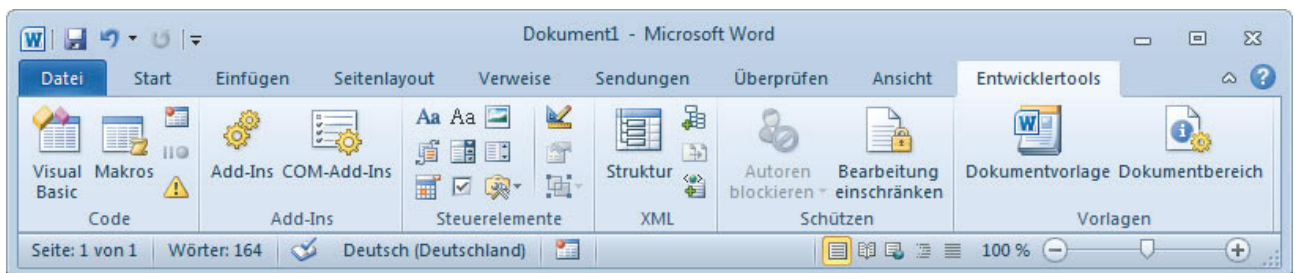 Dokument1 - Microsoft Word
Datei Start Einfügen Seitenlayout Verweise Sendungen Überprüfen Ansicht Entwicklertools
Aa Aa
Visual Basic Makros Add-Ins COM-Add-Ins Struktur Autoren blockieren Bearbeitung einschränken Dokumentvorlage Dokumentbereich
Code Add-Ins Steuerelemente XML Schützen Vorlagen
Seite: 1 von 1 Wörter: 164 Deutsch (Deutschland) 100 %